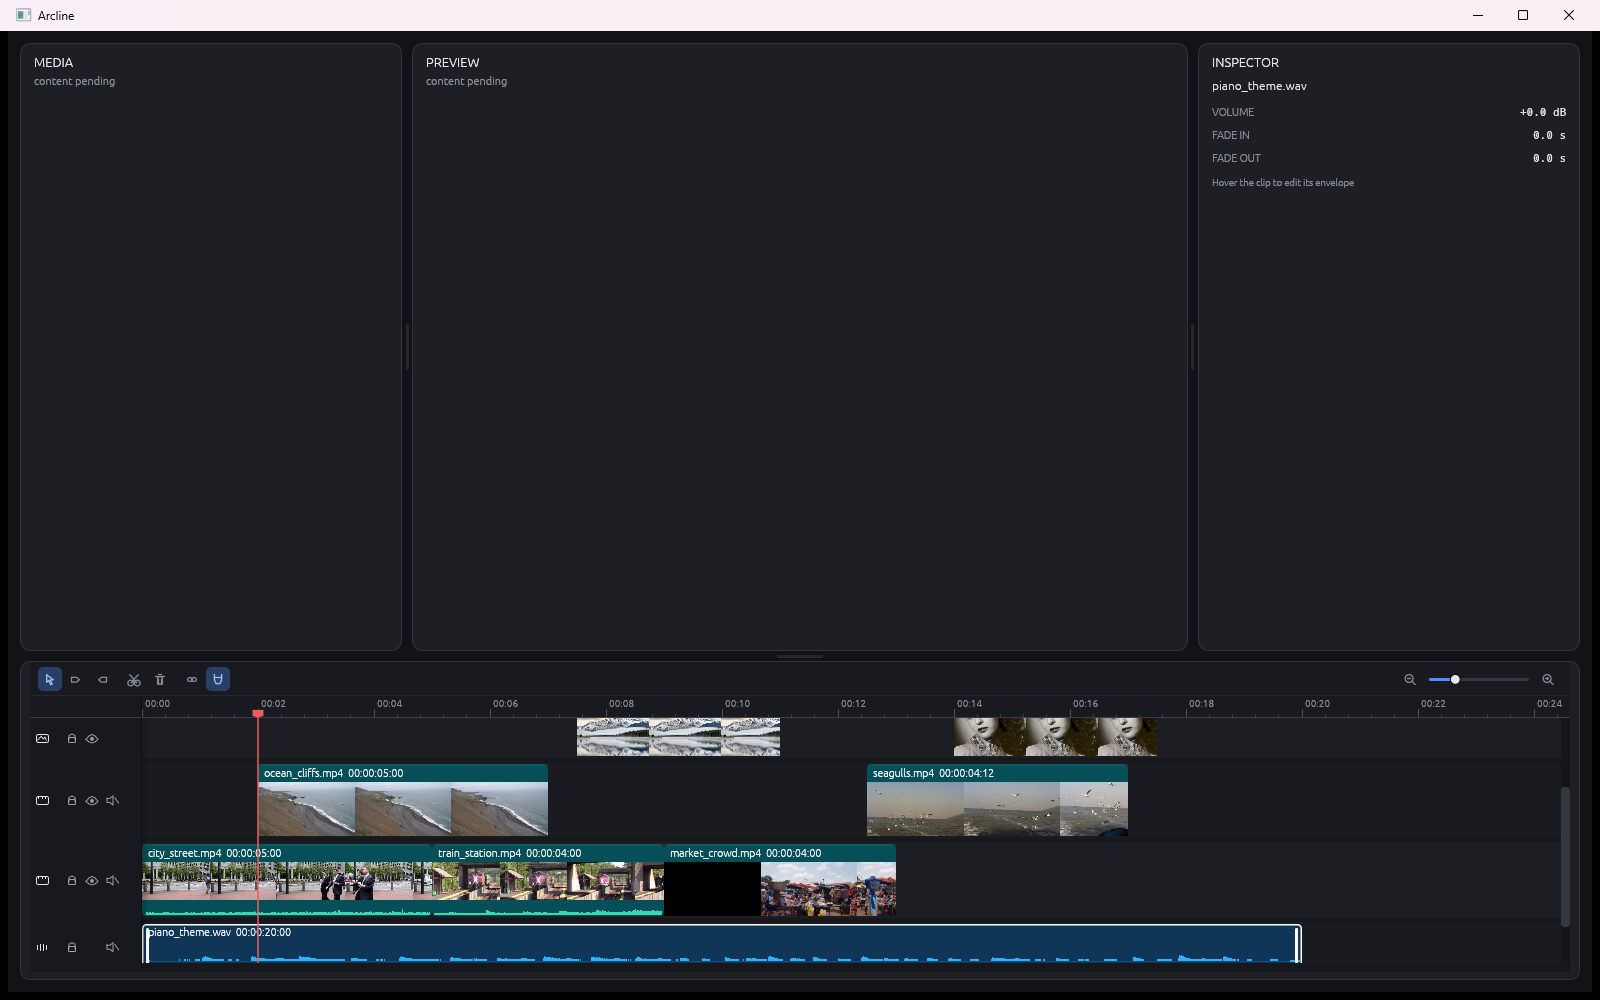 Arcline
MEDIA
content pending
PREVIEW
content pending
INSPECTOR
piano_theme.wav
VOLUME +0.0 dB
FADE IN 0.0 s
FADE OUT 0.0 s
Hover the clip to edit its envelope
00:00 00:02 00:04 00:06 00:08 00:10 00:12 00:14 00:16 00:18 00:20 00:22 00:24
ocean_cliffs.mp4 00:00:05:00 seagulls.mp4 00:00:04:12
city_street.mp4 00:00:05:00 train_station.mp4 00:00:04:00 market_crowd.mp4 00:00:04:00
piano_theme.wav 00:00:20:00